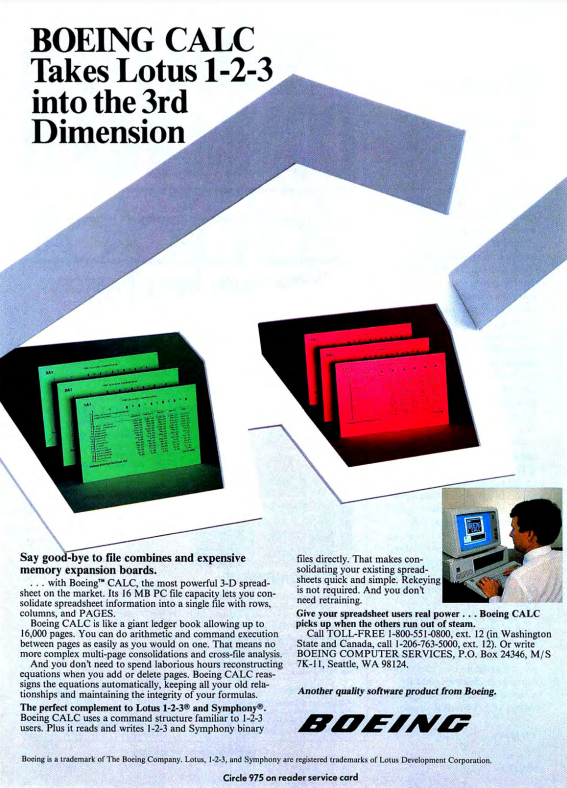 BOEING CALC
Takes Lotus 1-2-3
into the 3rd
Dimension
Say good-bye to file combines and expensive
memory expansion boards.
. . . with Boeing™ CALC, the most powerful 3-D spread-
sheet on the market. Its 16 MB PC file capacity lets you con-
solidate spreadsheet information into a single file with rows,
columns, and PAGES.
Boeing CALC is like a giant ledger book allowing up to
16,000 pages. You can do arithmetic and command execution
between pages as easily as you would on one. That means no
more complex multi-page consolidations and cross-file analysis.
And you don't need to spend laborious hours reconstructing
equations when you add or delete pages. Boeing CALC reas-
signs the equations automatically, keeping all your old rela-
tionships and maintaining the integrity of your formulas.
The perfect complement to Lotus 1-2-3® and Symphony®.
Boeing CALC uses a command structure familiar to 1-2-3
users. Plus it reads and writes 1-2-3 and Symphony binary
files directly. That makes con-
solidating your existing spread-
sheets quick and simple. Rekeying
is not required. And you don't
need retraining.
Give your spreadsheet users real power . . . Boeing CALC
picks up when the others run out of steam.
Call TOLL-FREE 1-800-551-0800, ext. 12 (in Washington
State and Canada, call 1-206-763-5000, ext. 12). Or write
BOEING COMPUTER SERVICES, P.O. Box 24346, M/S
7K-11, Seattle, WA 98124.
Another quality software product from Boeing.
BOEING
Boeing is a trademark of The Boeing Company. Lotus, 1-2-3, and Symphony are registered trademarks of Lotus Development Corporation.
Circle 975 on reader service card